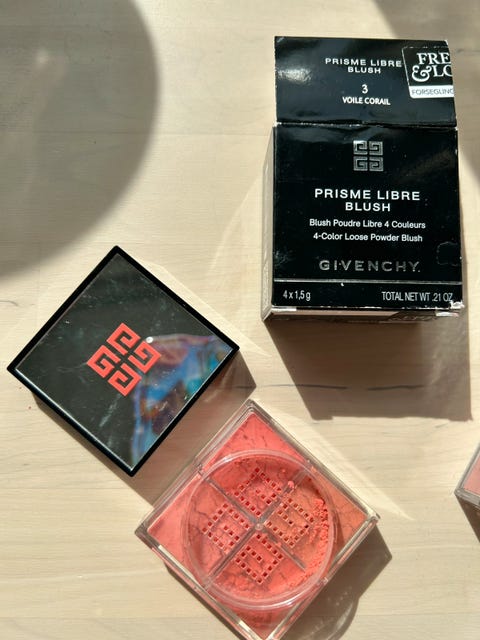 PRISME LIBRE
BLUSH
3
VOILE CORAIL
PRISME LIBRE
BLUSH
Blush Poudre Libre 4 Couleurs
4-Color Loose Powder Blush
GIVENCHY
4 x 1,5 g
TOTAL NET WT .21 OZ